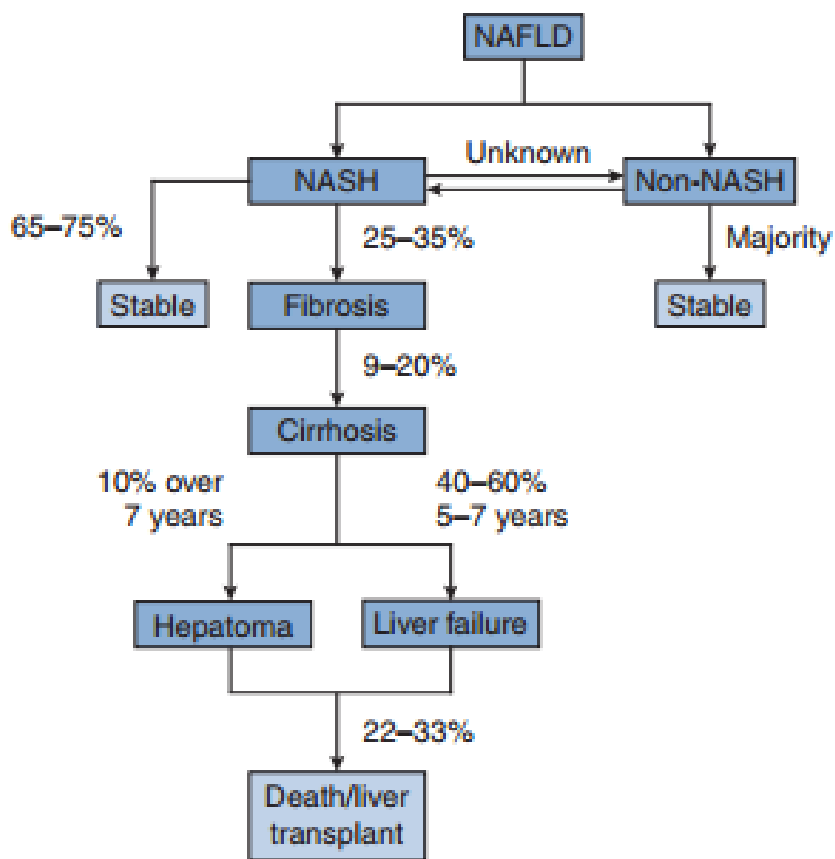 NAFLD
Unknown
NASH
Non-NASH
65–75%
25–35%
Majority
Stable
Fibrosis
Stable
9–20%
Cirrhosis
10% over
7 years
40–60%
5–7 years
Hepatoma
Liver failure
22–33%
Death/liver
transplant